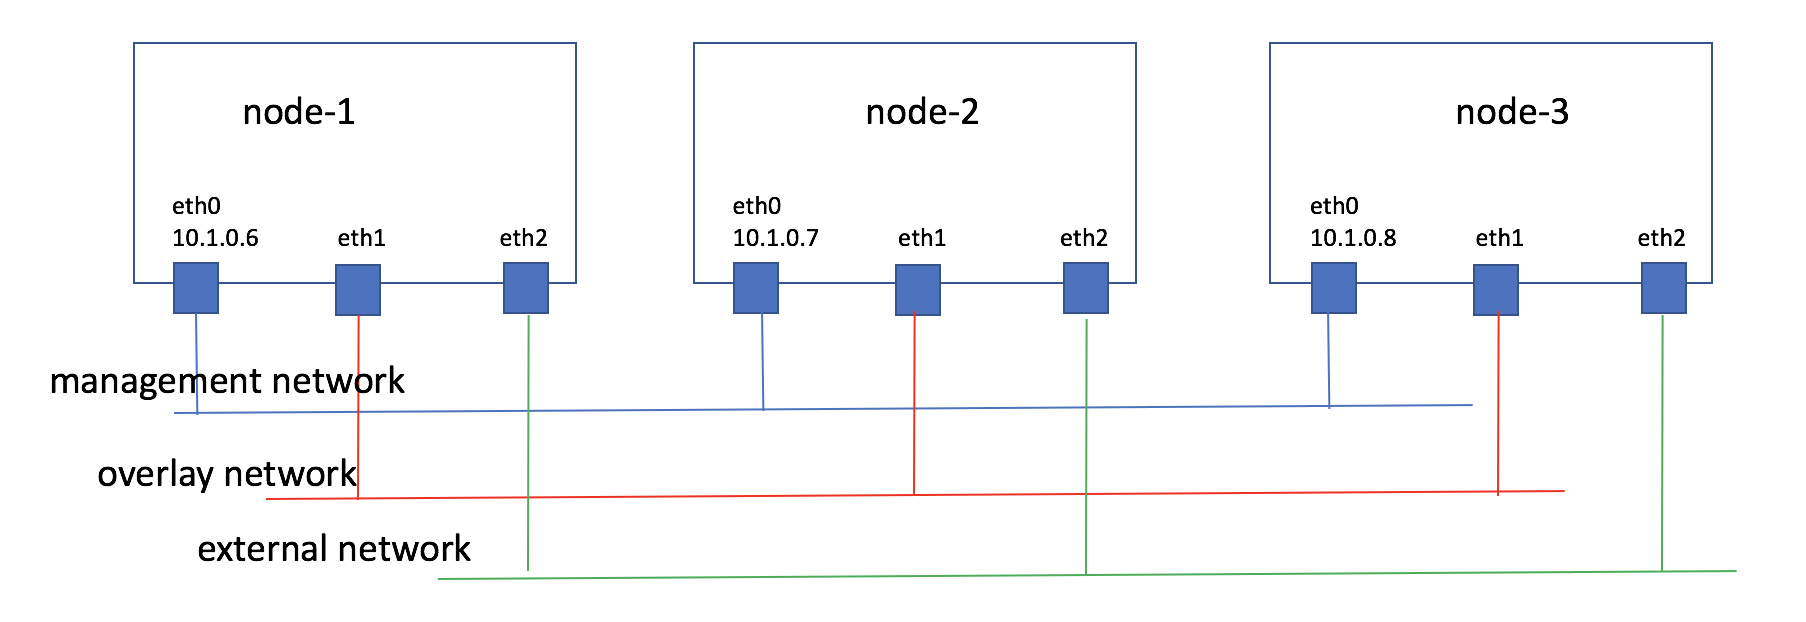 node-1
node-2
node-3
eth0
10.1.0.6
eth1
eth2
eth0
10.1.0.7
eth1
eth2
eth0
10.1.0.8
eth1
eth2
management network
overlay network
external network